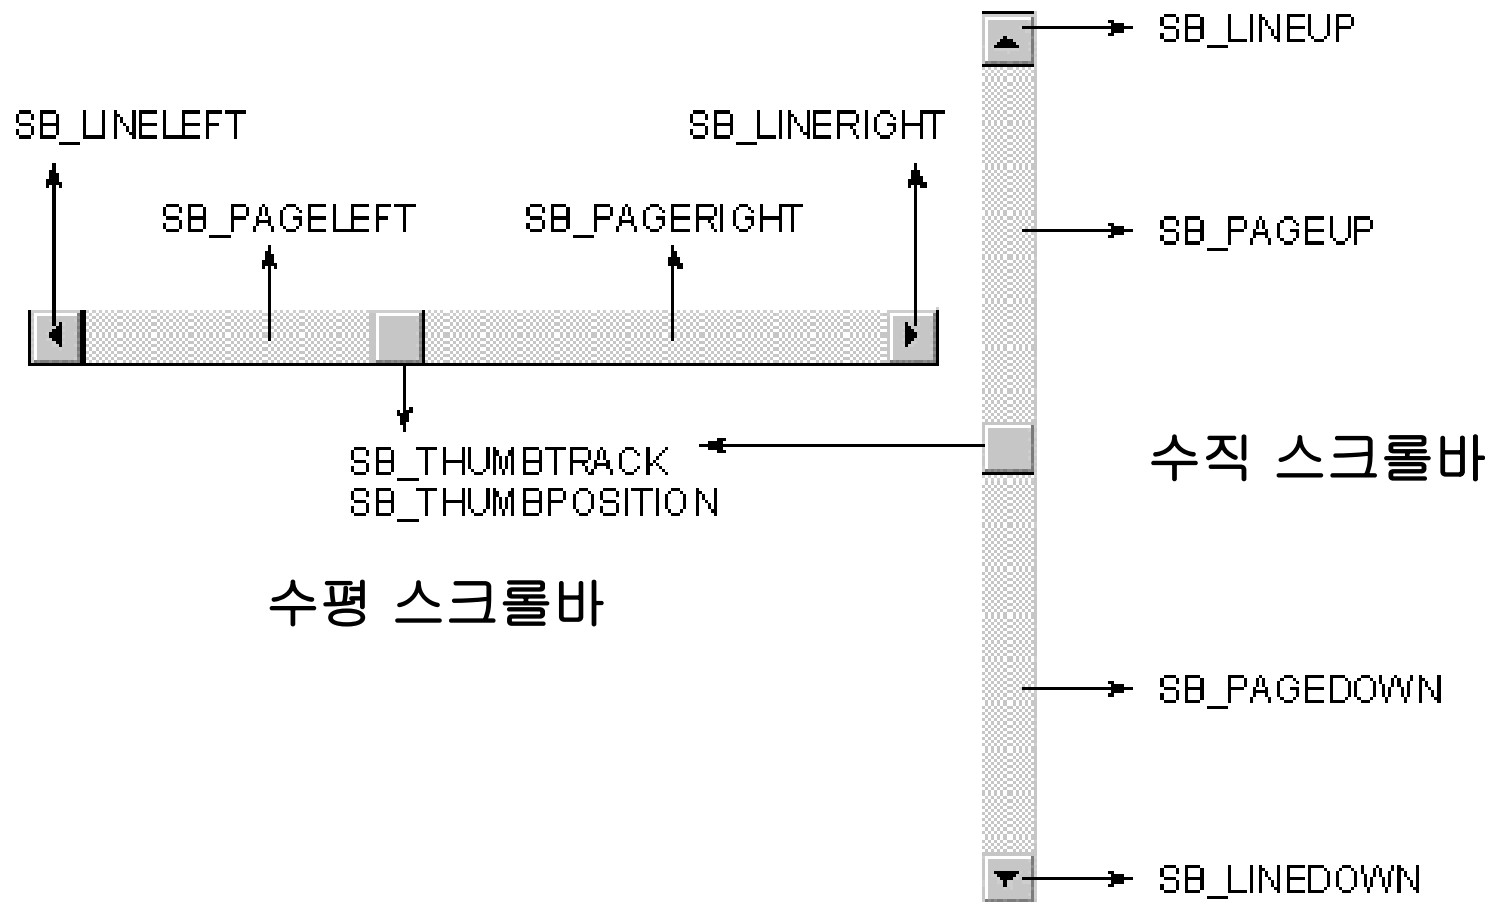 SB_LINEUP
SB_LINELEFT
SB_LINERIGHT
SB_PAGELEFT
SB_PAGERIGHT
SB_PAGEUP
SB_THUMBTRACK
SB_THUMBPOSITION
수직 스크롤바
수평 스크롤바
SB_PAGEDOWN
SB_LINEDOWN